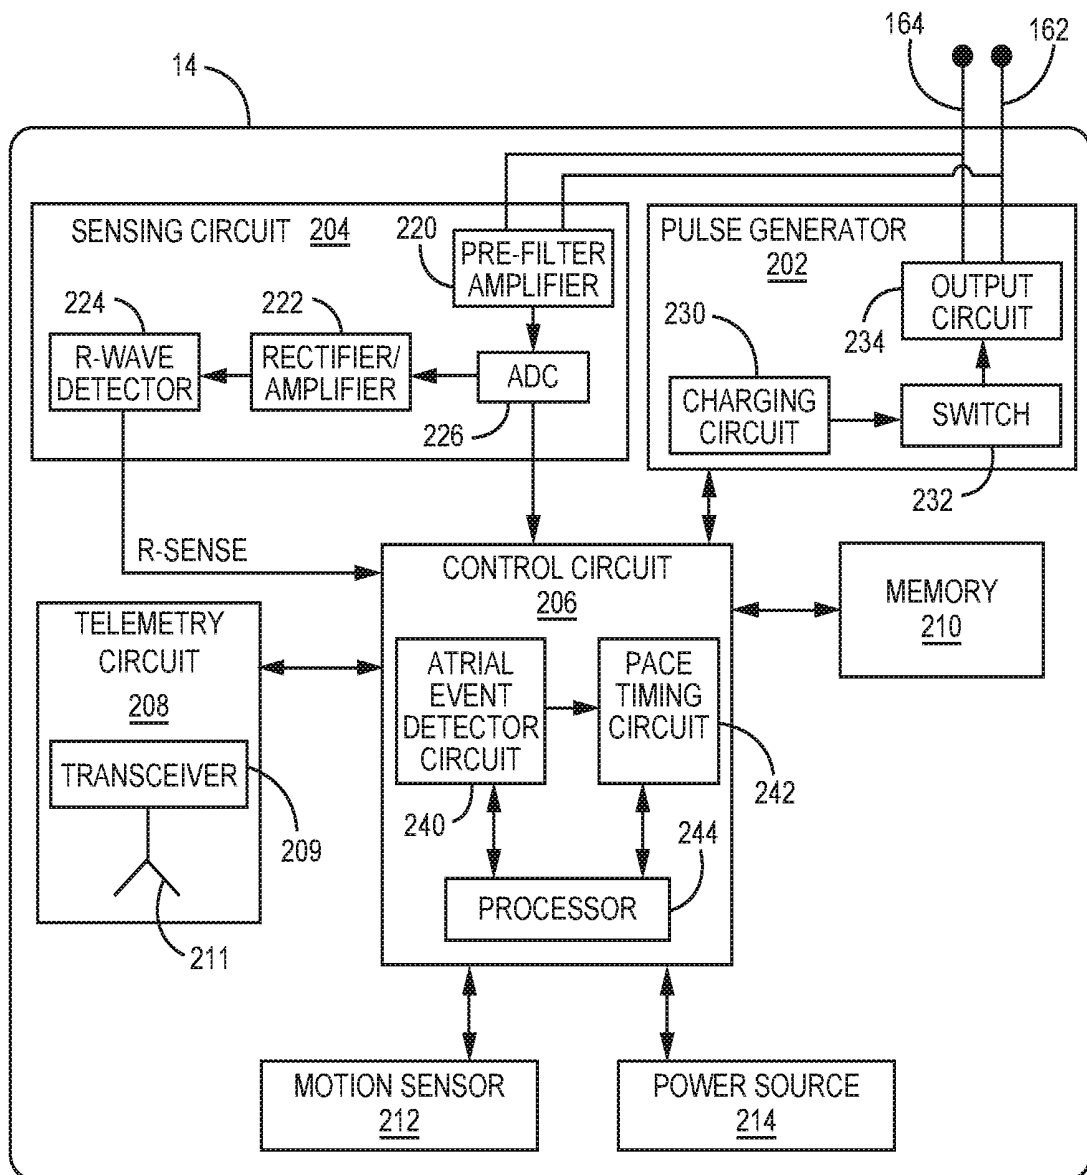 164
162
14
SENSING CIRCUIT 204
220
PRE-FILTER
AMPLIFIER
224
222
R-WAVE
DETECTOR
RECTIFIER/
AMPLIFIER
ADC
226
PULSE GENERATOR
202
230
234
OUTPUT
CIRCUIT
CHARGING
CIRCUIT
SWITCH
232
R-SENSE
CONTROL CIRCUIT
206
MEMORY
210
TELEMETRY
CIRCUIT
208
TRANSCEIVER
209
211
ATRIAL
EVENT
DETECTOR
CIRCUIT
PACE
TIMING
CIRCUIT
240
242
244
PROCESSOR
MOTION SENSOR
212
POWER SOURCE
214